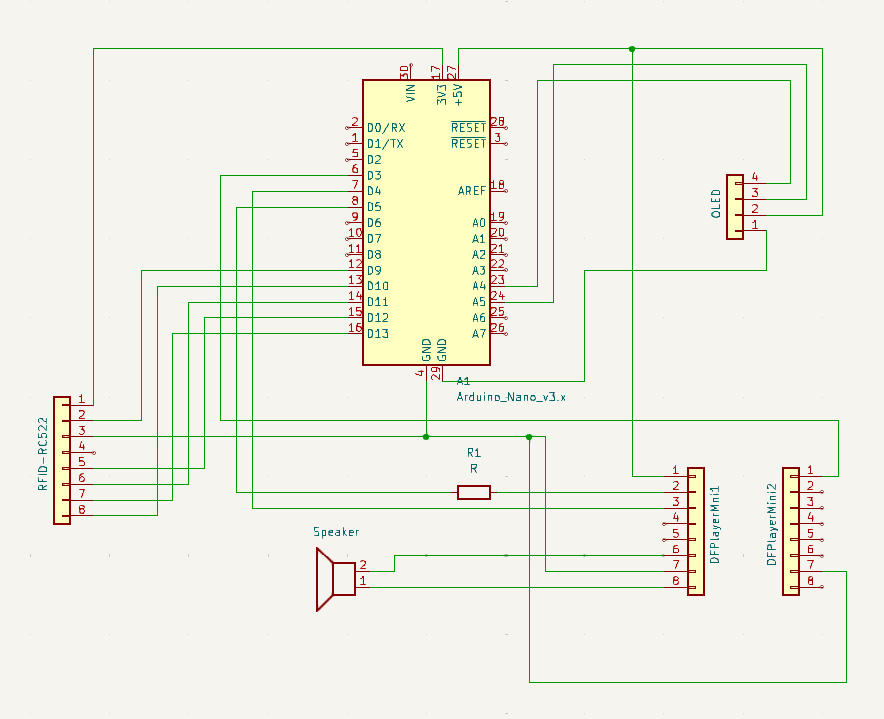 30
17
27
VIN
3V3
+5V
2 D0/RX
1 D1/TX
5 D2
6 D3
7 D4
8 D5
9 D6
10 D7
11 D8
12 D9
13 D10
14 D11
15 D12
16 D13
RESET 28
RESET 3
AREF 18
A0 19
A1 20
A2 21
A3 22
A4 23
A5 24
A6 25
A7 26
GND
GND
4
29
A1
Arduino_Nano_v3.x
OLED
4
3
2
1
RFID-RC522
1
2
3
4
5
6
7
8
R1
R
Speaker
2
1
1
2
3
4
5
6
7
8
DFPlayerMni1
DFPlayerMini2
1
2
3
4
5
6
7
8